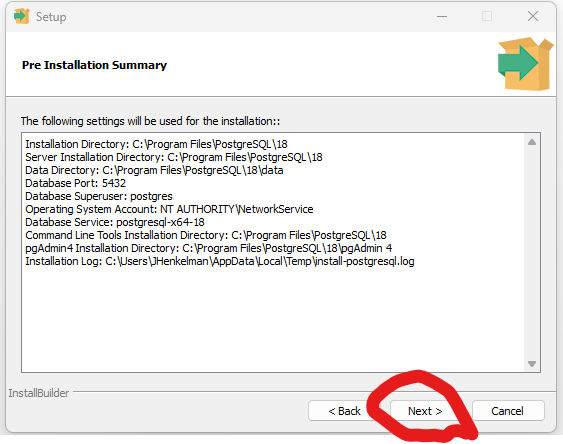 Setup
Pre Installation Summary
The following settings will be used for the installation::
Installation Directory: C:\Program Files\PostgreSQL\18
Server Installation Directory: C:\Program Files\PostgreSQL\18
Data Directory: C:\Program Files\PostgreSQL\18\data
Database Port: 5432
Database Superuser: postgres
Operating System Account: NT AUTHORITY\NetworkService
Database Service: postgresql-x64-18
Command Line Tools Installation Directory: C:\Program Files\PostgreSQL\18
pgAdmin4 Installation Directory: C:\Program Files\PostgreSQL\18\pgAdmin 4
Installation Log: C:\Users\JHenkelman\AppData\Local\Temp\install-postgresql.log
InstallBuilder
< Back
Next >
Cancel